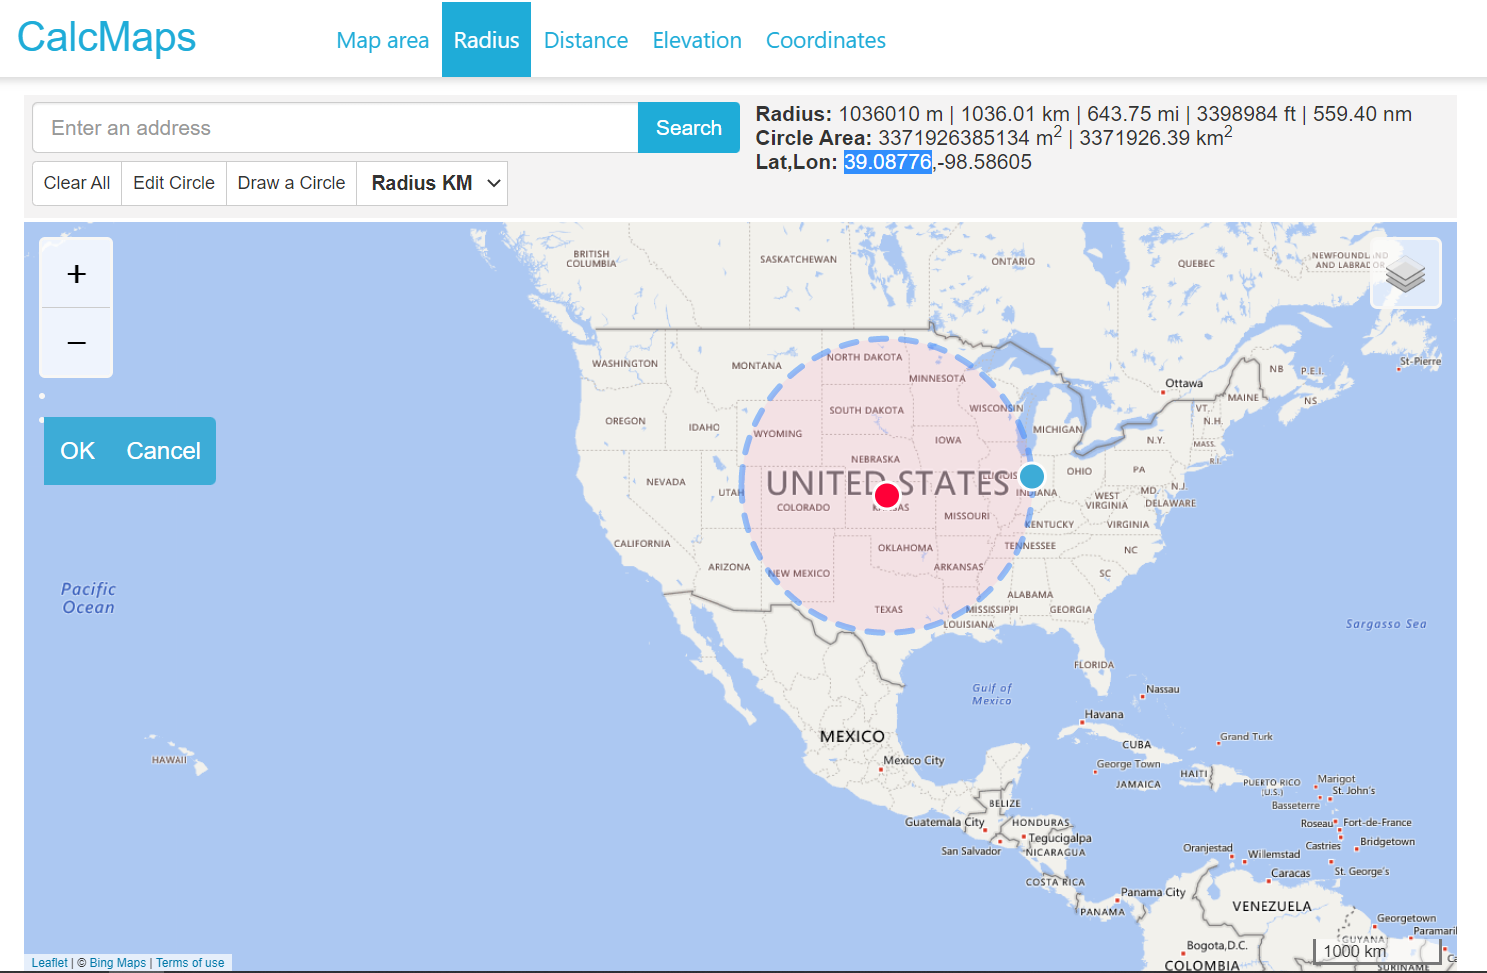 CalcMaps
Map area Radius Distance Elevation Coordinates
Enter an address Search
Radius: 1036010 m | 1036.01 km | 643.75 mi | 3398984 ft | 559.40 nm
Circle Area: 3371926385134 m2 | 3371926.39 km2
Lat,Lon: 39.08776,-98.58605
Clear All Edit Circle Draw a Circle Radius KM
+
−
OK Cancel
BRITISH
COLUMBIA
SASKATCHEWAN
ONTARIO
QUEBEC
NEWFOUNDLAND
AND LABRADOR
WASHINGTON
MONTANA
NORTH DAKOTA
MINNESOTA
St-Pierre
NB
P.E.I.
Ottawa
MAINE
NS
OREGON
IDAHO
WYOMING
SOUTH DAKOTA
WISCONSIN
MICHIGAN
VT.
N.H.
N.Y.
MASS.
R.I.
IOWA
NEBRASKA
NEVADA
UTAH
UNITED STATES
ILLINOIS
INDIANA
OHIO
PA
N.J.
MD.
DELAWARE
WEST
VIRGINIA
COLORADO
KANSAS
MISSOURI
KENTUCKY
VIRGINIA
CALIFORNIA
OKLAHOMA
TENNESSEE
NC
ARIZONA
NEW MEXICO
ARKANSAS
SC
ALABAMA
TEXAS
MISSISSIPPI
GEORGIA
LOUISIANA
Pacific
Ocean
Sargasso Sea
FLORIDA
Gulf of
Mexico
Nassau
Havana
MEXICO
CUBA
Grand Turk
HAWAII
Mexico City
George Town
JAMAICA
HAITI
PUERTO RICO
(U.S.)
Marigot
St. John's
Basseterre
BELIZE
Guatemala City
HONDURAS
Tegucigalpa
Roseau
Fort-de-France
San Salvador
NICARAGUA
Oranjestad
Willemstad
Castries
Bridgetown
Caracas
St. George's
COSTA RICA
Panama City
PANAMA
VENEZUELA
Georgetown
GUYANA
Bogota,D.C.
COLOMBIA
SURINAME
1000 km
Leaflet | © Bing Maps | Terms of use